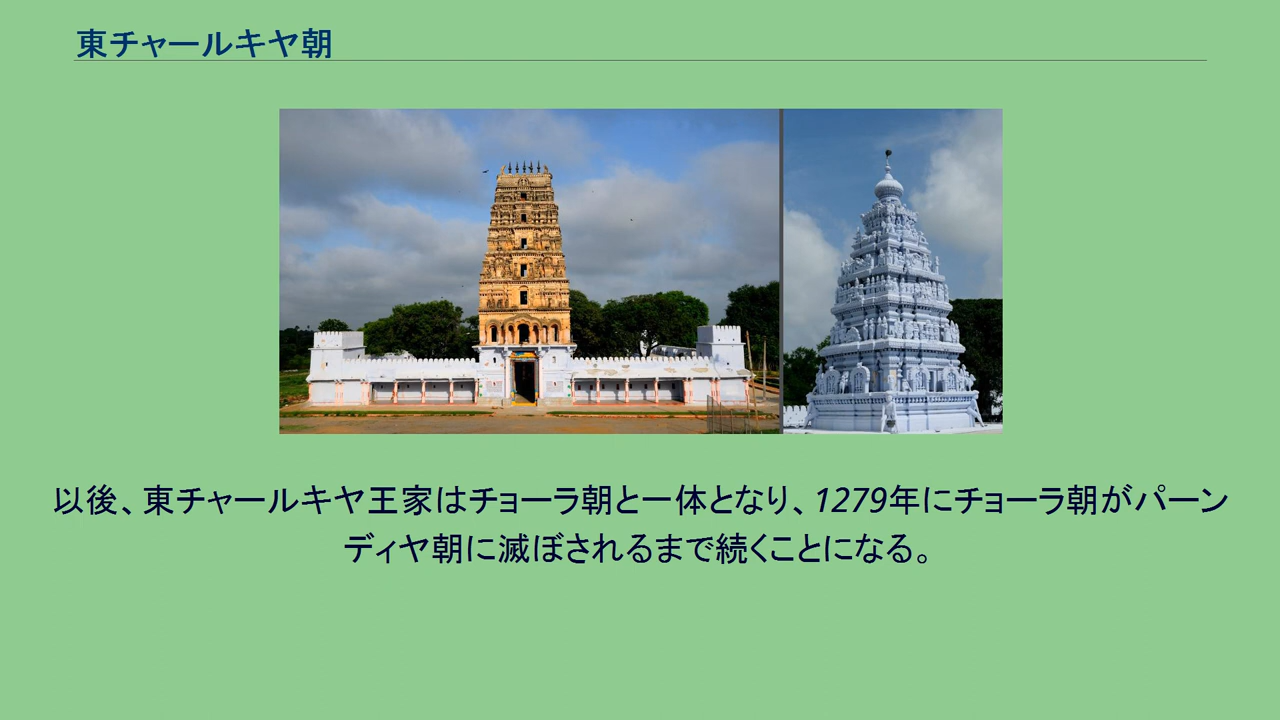 東チャールキヤ朝
以後、東チャールキヤ王家はチョーラ朝と一体となり、1279年にチョーラ朝がパーン
ディヤ朝に滅ぼされるまで続くことになる。